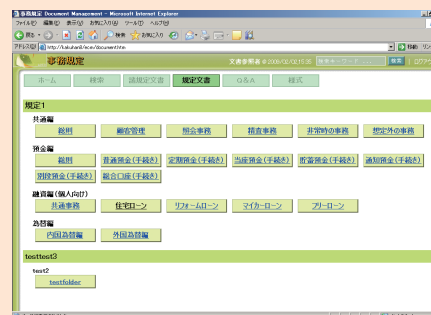 事務規定 Document Management - Microsoft Internet Explorer
ファイル(F) 編集(E) 表示(V) お気に入り(A) ツール(T) ヘルプ(H)
戻る 検索 お気に入り
アドレス(D) 移動 リン
事務規定
ホーム 検索 諸規定文書 規定文書 Q&A 様式
規定1
共通編
総則 顧客管理 照会事務 精査事務 非常時の事務 想定外の事務
預金編
総則 普通預金(手続き) 定期預金(手続き) 当座預金(手続き) 貯蓄預金(手続き) 通知預金(手続き)
別段預金(手続き) 総合口座(手続き)
融資編(個人向け)
共通事務 住宅ローン リフォームローン マイカーローン フリーローン
為替編
内国為替編 外国為替編
testtest3
test2
testfolder